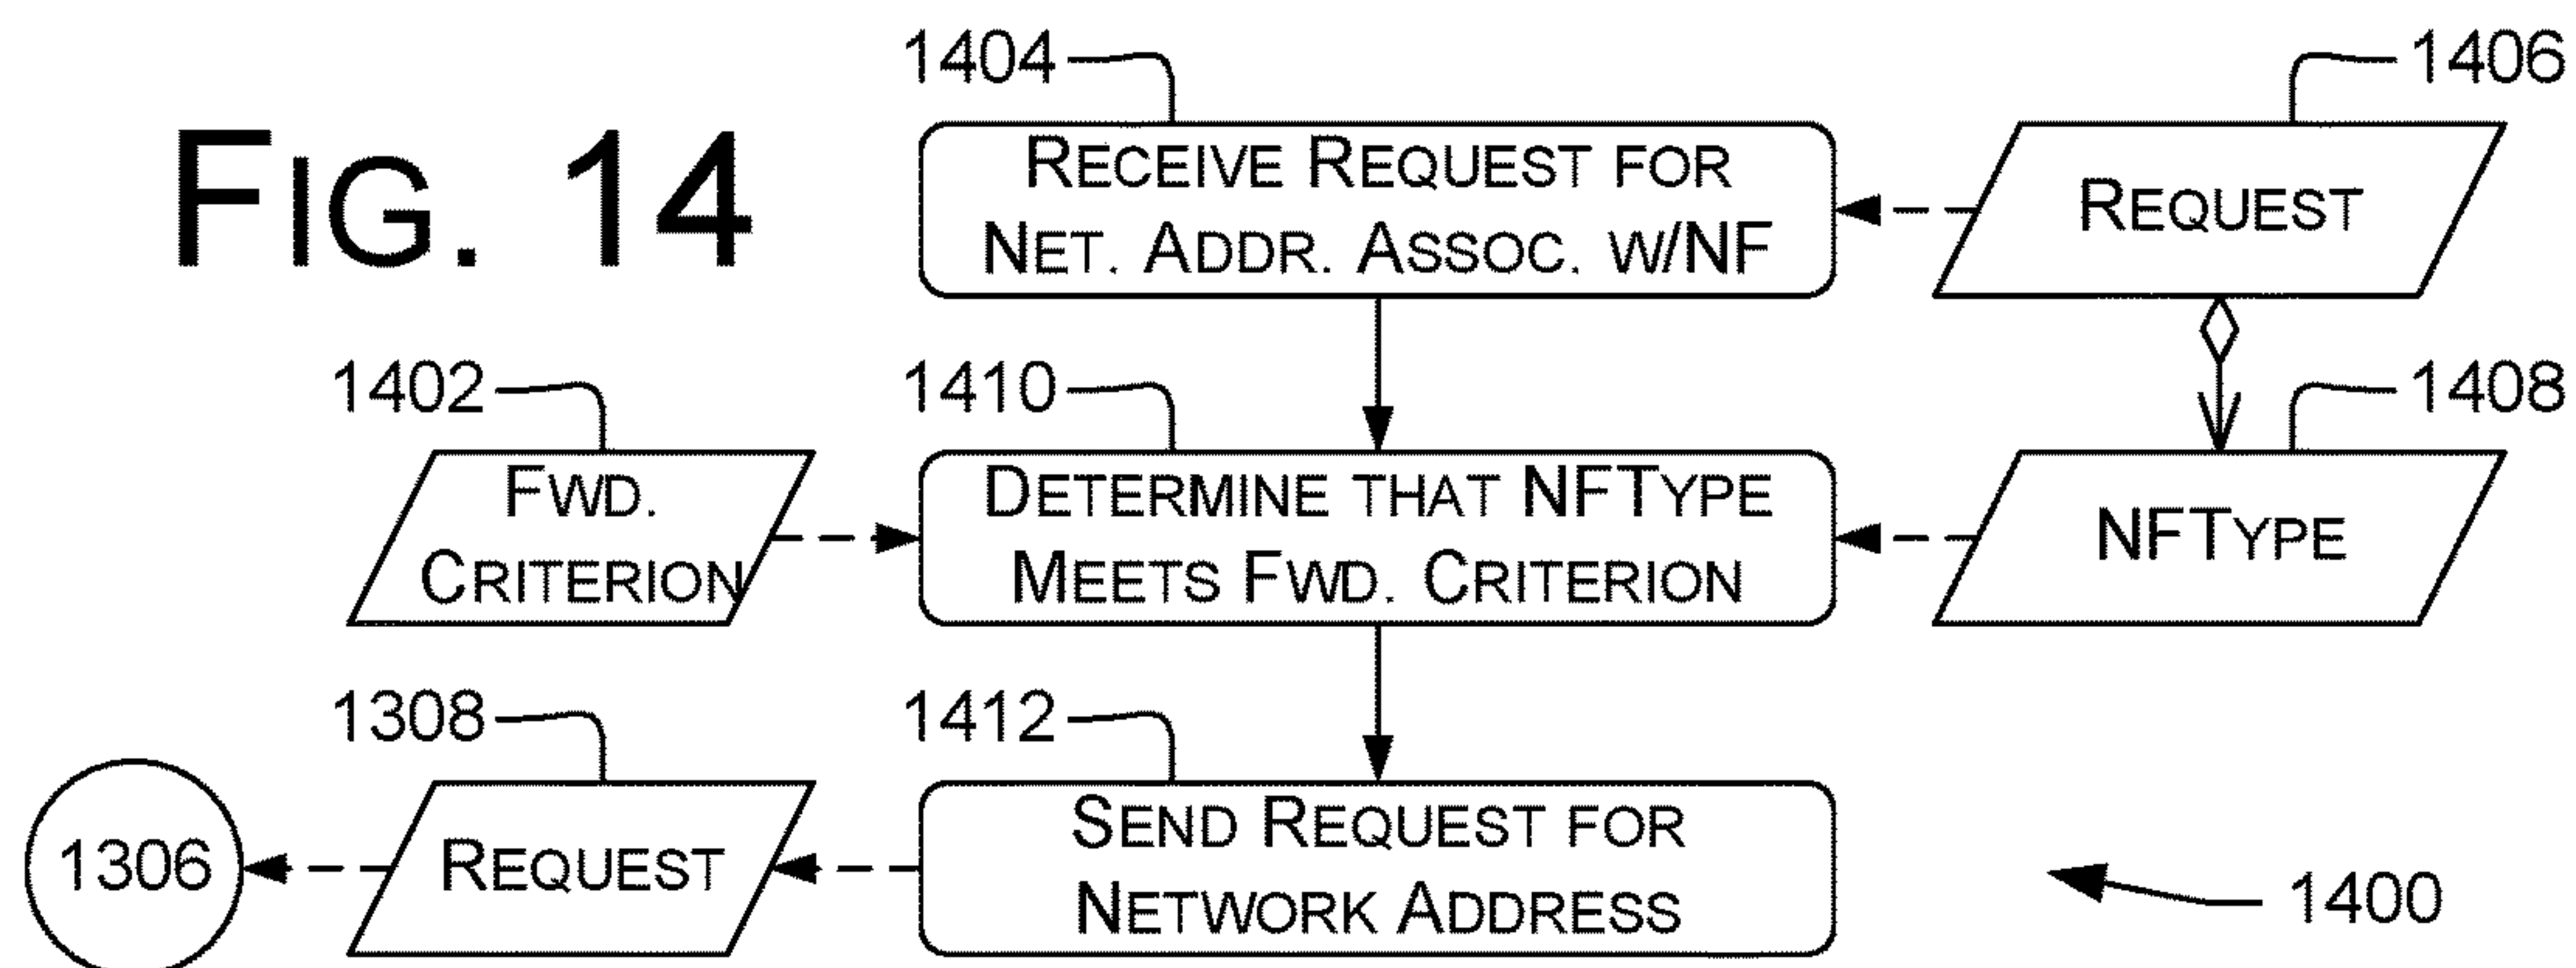 FIG. 14
1404
1406
RECEIVE REQUEST FOR
NET. ADDR. ASSOC. W/NF
REQUEST
1402
1410
1408
FWD.
CRITERION
DETERMINE THAT NFTYPE
MEETS FWD. CRITERION
NFTYPE
1308
1412
1306
REQUEST
SEND REQUEST FOR
NETWORK ADDRESS
1400